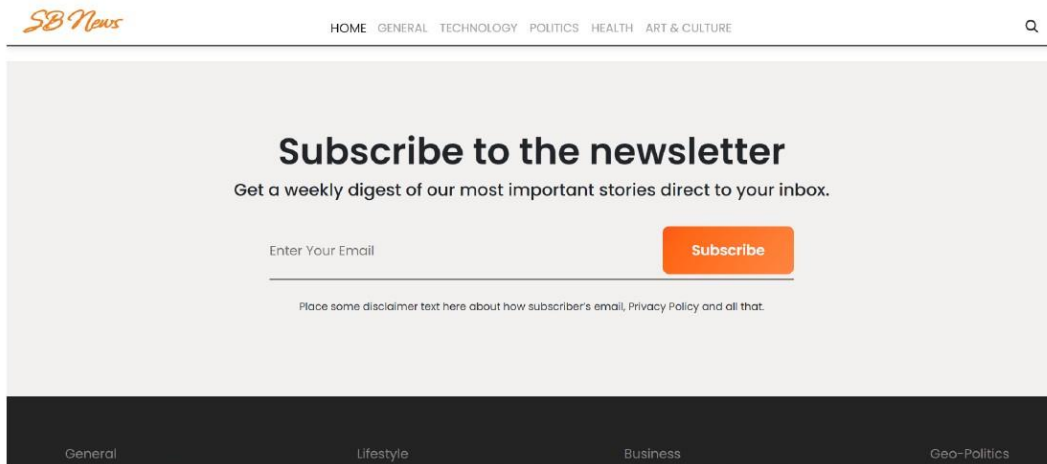 SB News
HOME GENERAL TECHNOLOGY POLITICS HEALTH ART & CULTURE
Subscribe to the newsletter
Get a weekly digest of our most important stories direct to your inbox.
Enter Your Email
Subscribe
Place some disclaimer text here about how subscriber's email, Privacy Policy and all that.
General Lifestyle Business Geo-Politics